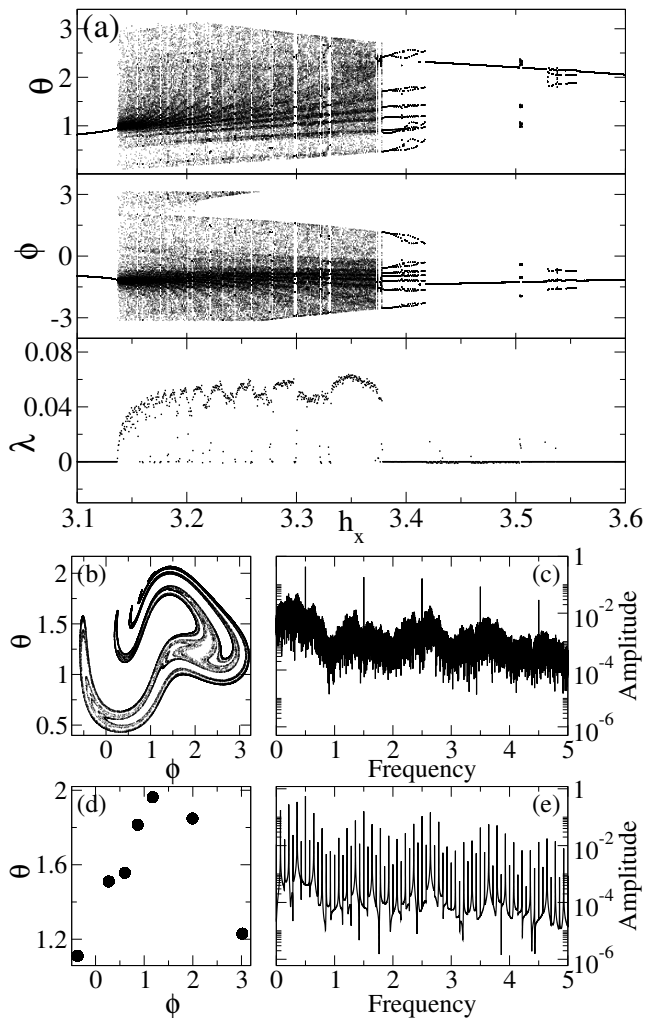 (a)
θ
3
2
1
ϕ
3
0
-3
λ
0.08
0.04
0
3.1 3.2 3.3 3.4 3.5 3.6
h_x
(b)
θ
2
1.5
1
0.5
0 1 2 3
ϕ
(c)
1
10^-2
10^-4
10^-6
Amplitude
0 1 2 3 4 5
Frequency
(d)
θ
2
1.6
1.2
0 1 2 3
ϕ
(e)
1
10^-2
10^-4
10^-6
Amplitude
0 1 2 3 4 5
Frequency